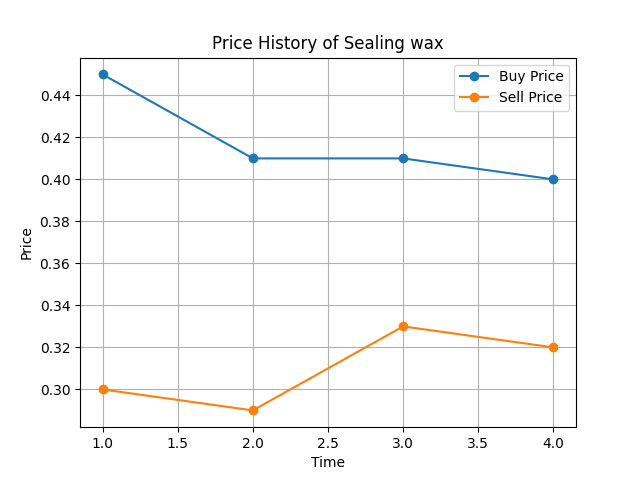 Price History of Sealing wax
Buy Price
Sell Price
Price
0.44
0.42
0.40
0.38
0.36
0.34
0.32
0.30
1.0 1.5 2.0 2.5 3.0 3.5 4.0
Time